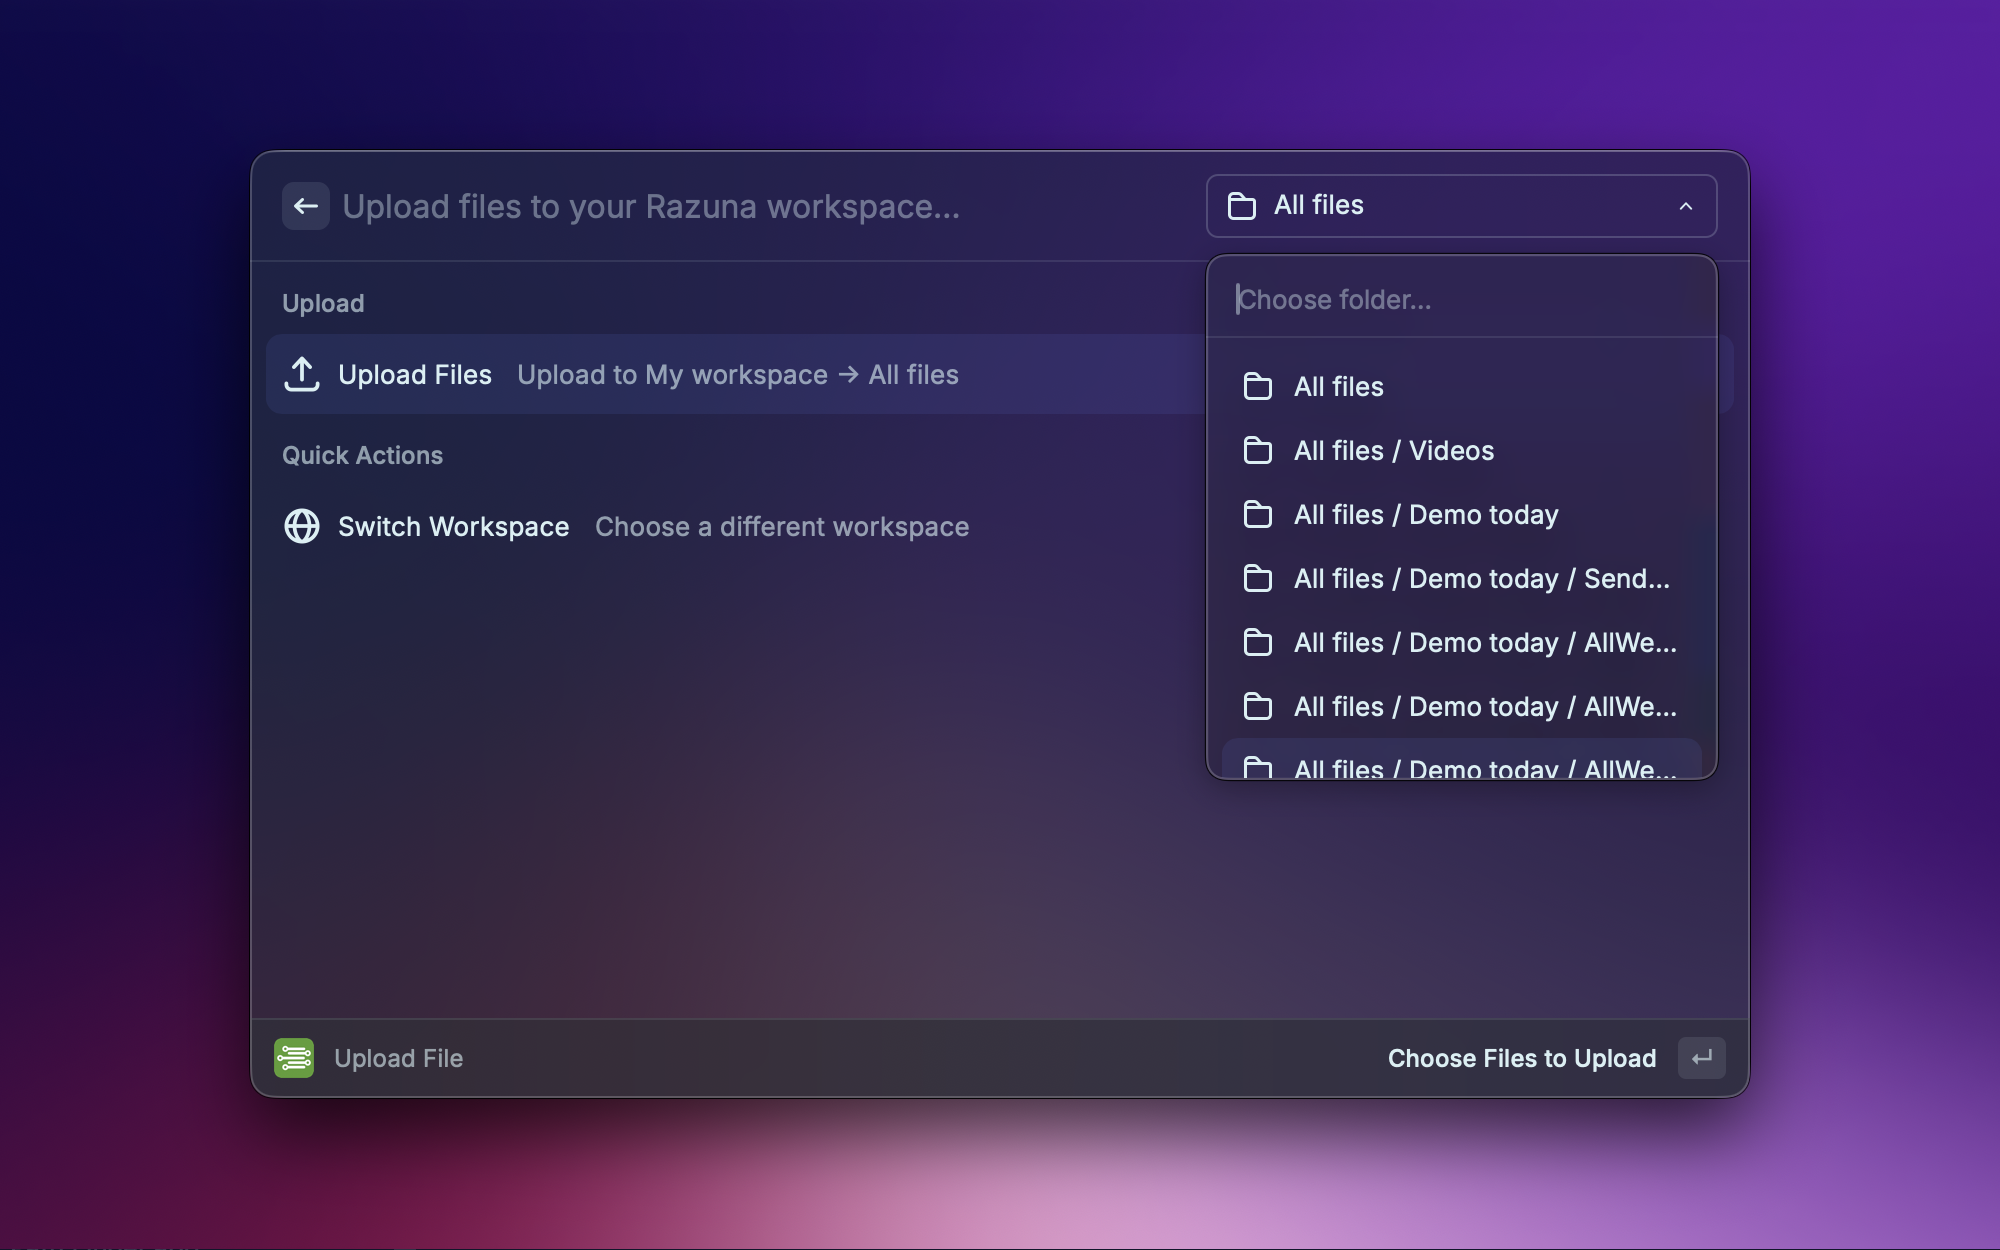 Upload files to your Razuna workspace...
All files
Choose folder...
Upload
Upload Files Upload to My workspace → All files
Quick Actions
Switch Workspace Choose a different workspace
All files
All files / Videos
All files / Demo today
All files / Demo today / Send...
All files / Demo today / AllWe...
All files / Demo today / AllWe...
All files / Demo today / AllWe...
Upload File
Choose Files to Upload